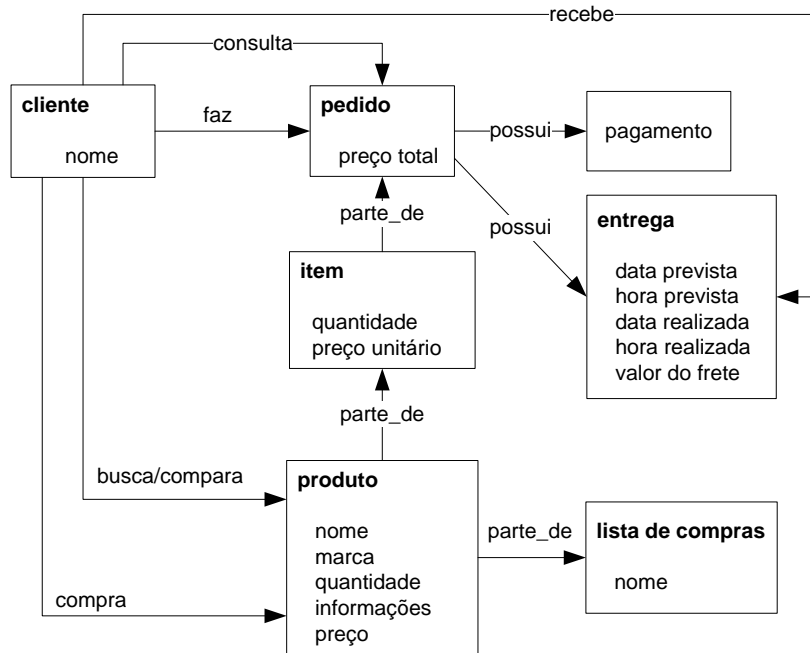 recebe
consulta
cliente
nome
faz
pedido
preço total
possui
pagamento
parte_de
possui
entrega
data prevista
hora prevista
data realizada
hora realizada
valor do frete
item
quantidade
preço unitário
parte_de
busca/compara
compra
produto
nome
marca
quantidade
informações
preço
parte_de
lista de compras
nome